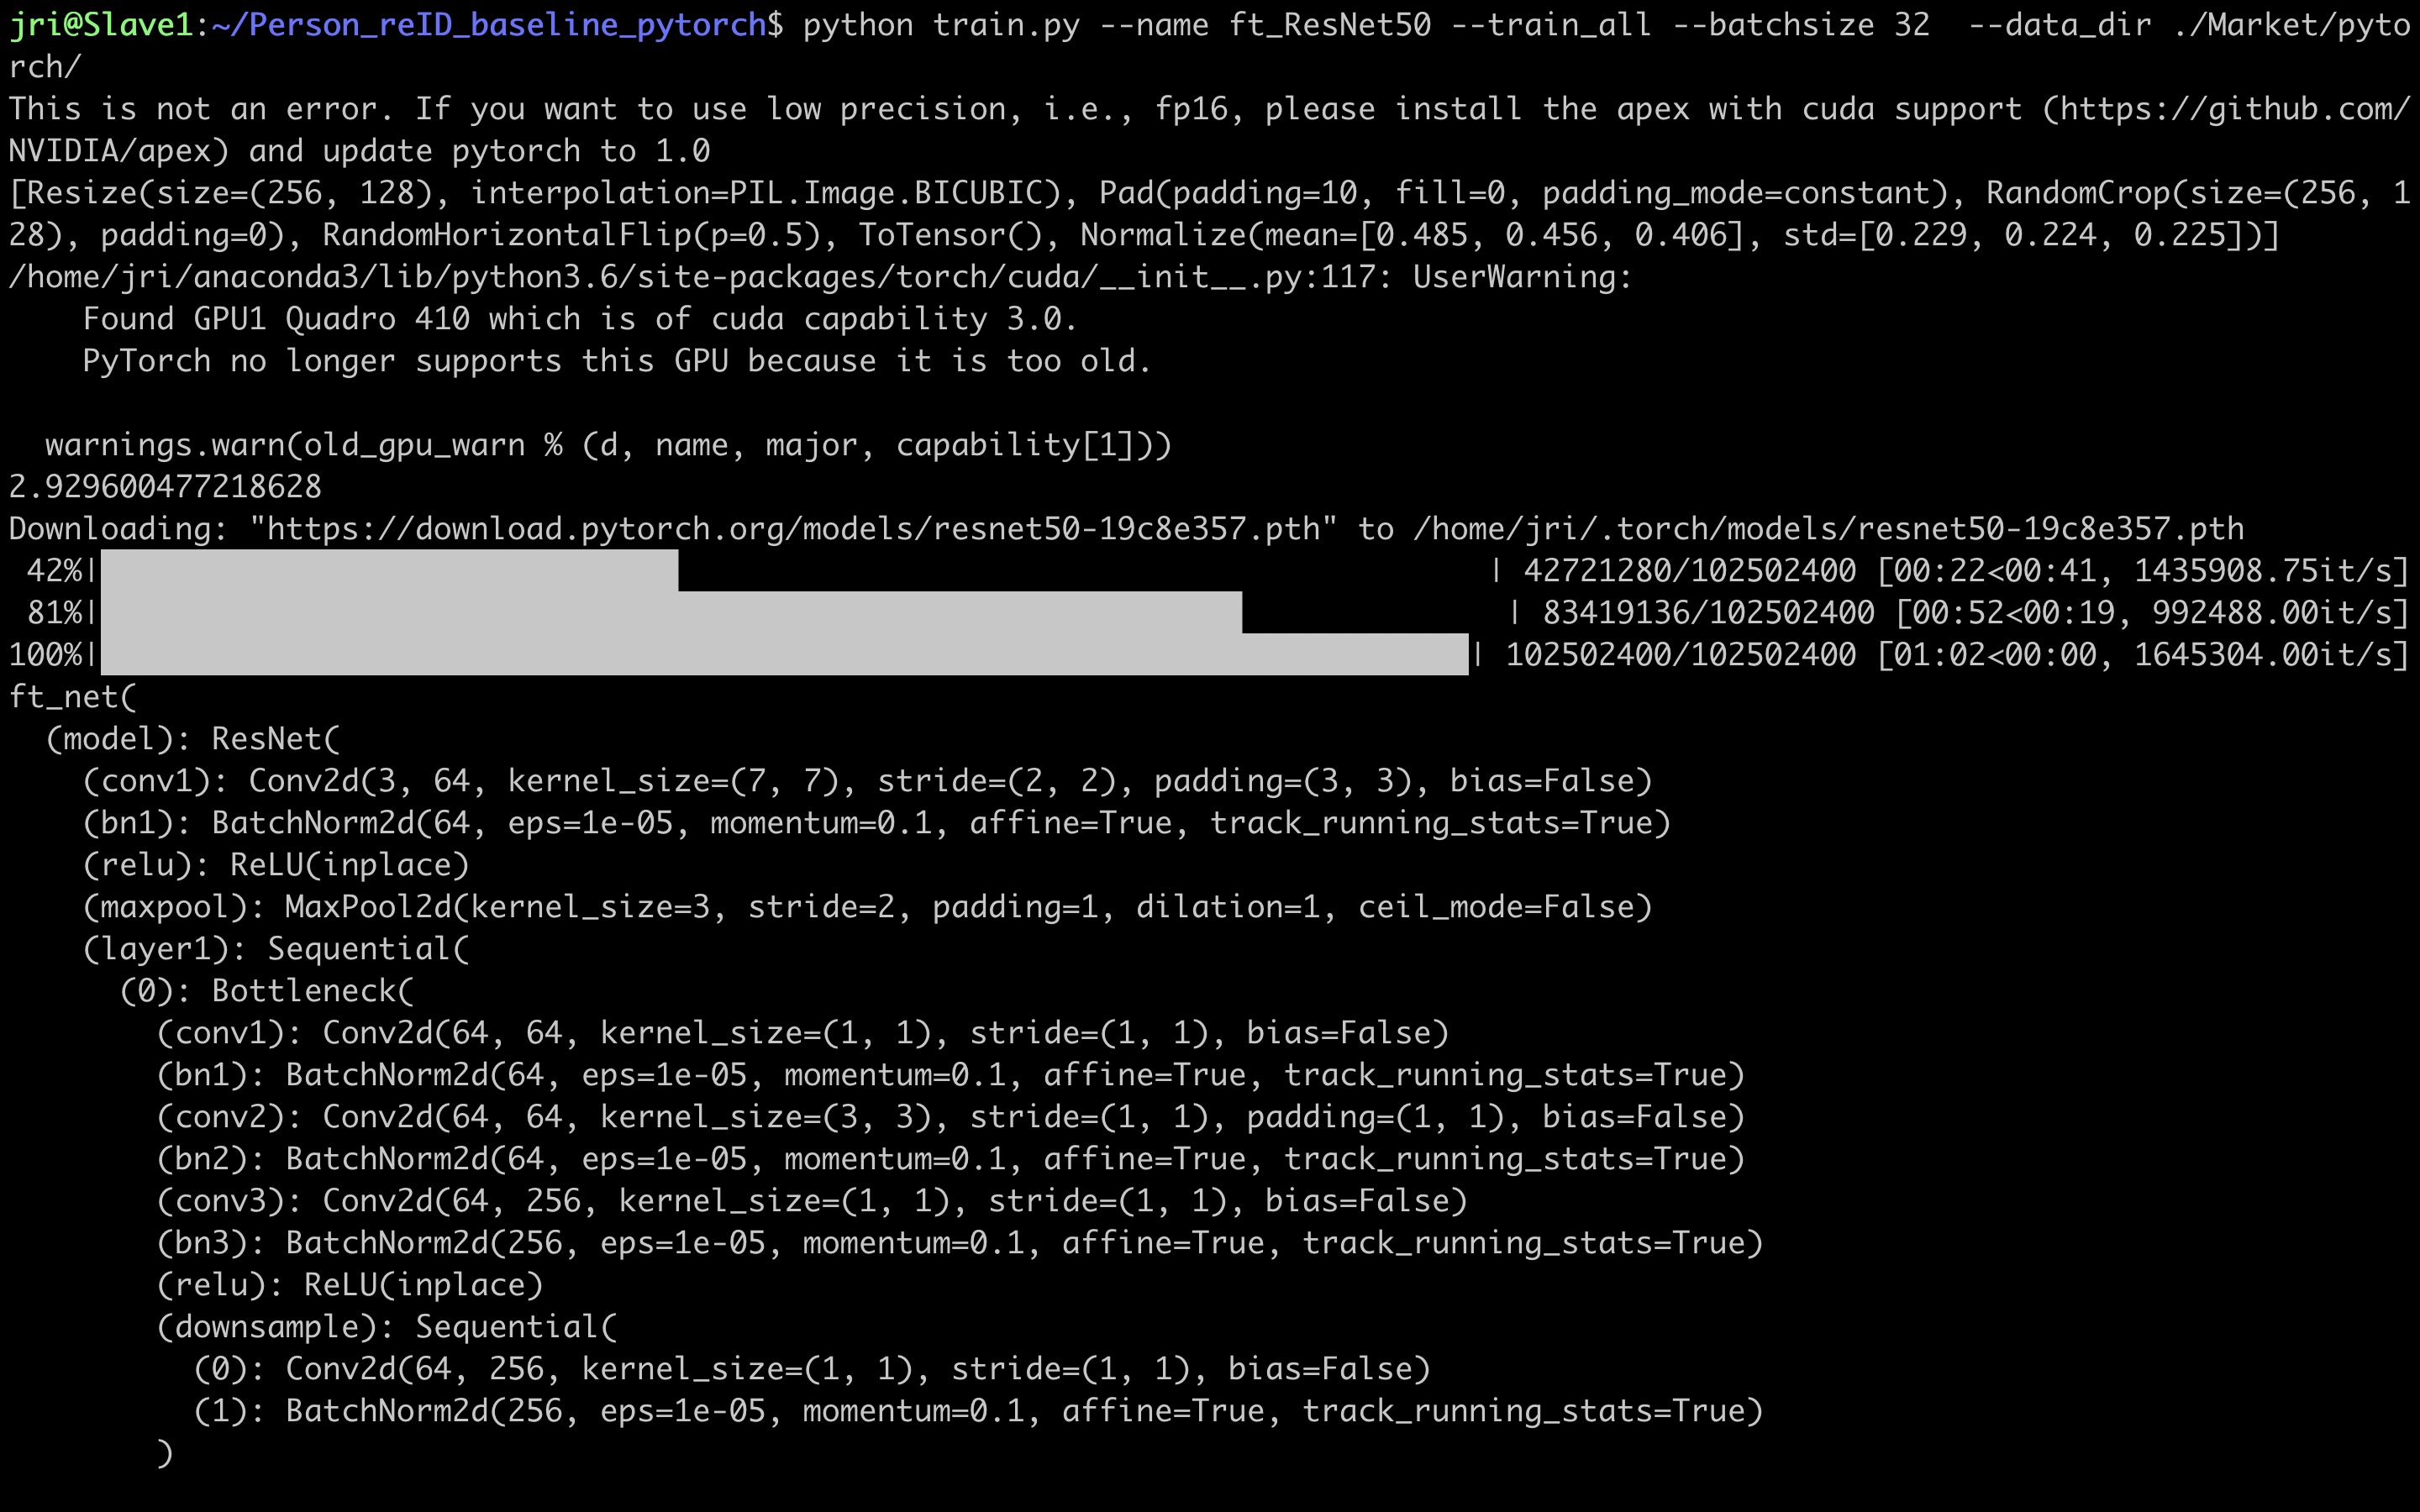 jri@Slave1:~/Person_reID_baseline_pytorch$ python train.py --name ft_ResNet50 --train_all --batchsize 32  --data_dir ./Market/pyto
rch/
This is not an error. If you want to use low precision, i.e., fp16, please install the apex with cuda support (https://github.com/
NVIDIA/apex) and update pytorch to 1.0
[Resize(size=(256, 128), interpolation=PIL.Image.BICUBIC), Pad(padding=10, fill=0, padding_mode=constant), RandomCrop(size=(256, 1
28), padding=0), RandomHorizontalFlip(p=0.5), ToTensor(), Normalize(mean=[0.485, 0.456, 0.406], std=[0.229, 0.224, 0.225])]
/home/jri/anaconda3/lib/python3.6/site-packages/torch/cuda/__init__.py:117: UserWarning:
    Found GPU1 Quadro 410 which is of cuda capability 3.0.
    PyTorch no longer supports this GPU because it is too old.

  warnings.warn(old_gpu_warn % (d, name, major, capability[1]))
2.929600477218628
Downloading: "https://download.pytorch.org/models/resnet50-19c8e357.pth" to /home/jri/.torch/models/resnet50-19c8e357.pth
 42%| | 42721280/102502400 [00:22<00:41, 1435908.75it/s]
 81%| | 83419136/102502400 [00:52<00:19, 992488.00it/s]
100%| | 102502400/102502400 [01:02<00:00, 1645304.00it/s]
ft_net(
  (model): ResNet(
    (conv1): Conv2d(3, 64, kernel_size=(7, 7), stride=(2, 2), padding=(3, 3), bias=False)
    (bn1): BatchNorm2d(64, eps=1e-05, momentum=0.1, affine=True, track_running_stats=True)
    (relu): ReLU(inplace)
    (maxpool): MaxPool2d(kernel_size=3, stride=2, padding=1, dilation=1, ceil_mode=False)
    (layer1): Sequential(
      (0): Bottleneck(
        (conv1): Conv2d(64, 64, kernel_size=(1, 1), stride=(1, 1), bias=False)
        (bn1): BatchNorm2d(64, eps=1e-05, momentum=0.1, affine=True, track_running_stats=True)
        (conv2): Conv2d(64, 64, kernel_size=(3, 3), stride=(1, 1), padding=(1, 1), bias=False)
        (bn2): BatchNorm2d(64, eps=1e-05, momentum=0.1, affine=True, track_running_stats=True)
        (conv3): Conv2d(64, 256, kernel_size=(1, 1), stride=(1, 1), bias=False)
        (bn3): BatchNorm2d(256, eps=1e-05, momentum=0.1, affine=True, track_running_stats=True)
        (relu): ReLU(inplace)
        (downsample): Sequential(
          (0): Conv2d(64, 256, kernel_size=(1, 1), stride=(1, 1), bias=False)
          (1): BatchNorm2d(256, eps=1e-05, momentum=0.1, affine=True, track_running_stats=True)
        )